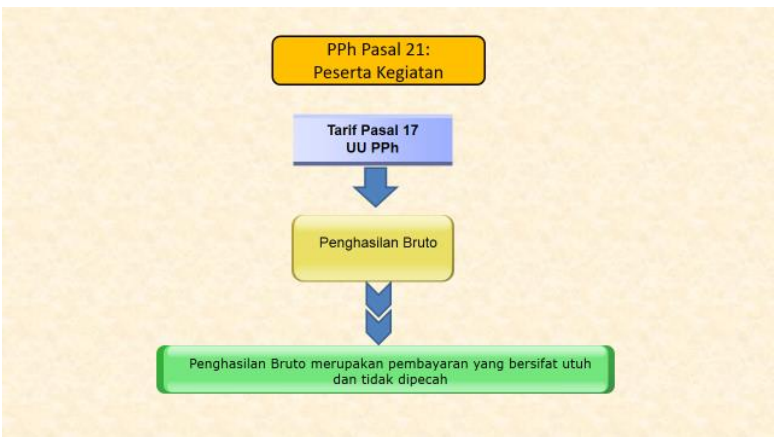 PPh Pasal 21:
Peserta Kegiatan
Tarif Pasal 17
UU PPh
Penghasilan Bruto
Penghasilan Bruto merupakan pembayaran yang bersifat utuh
dan tidak dipecah